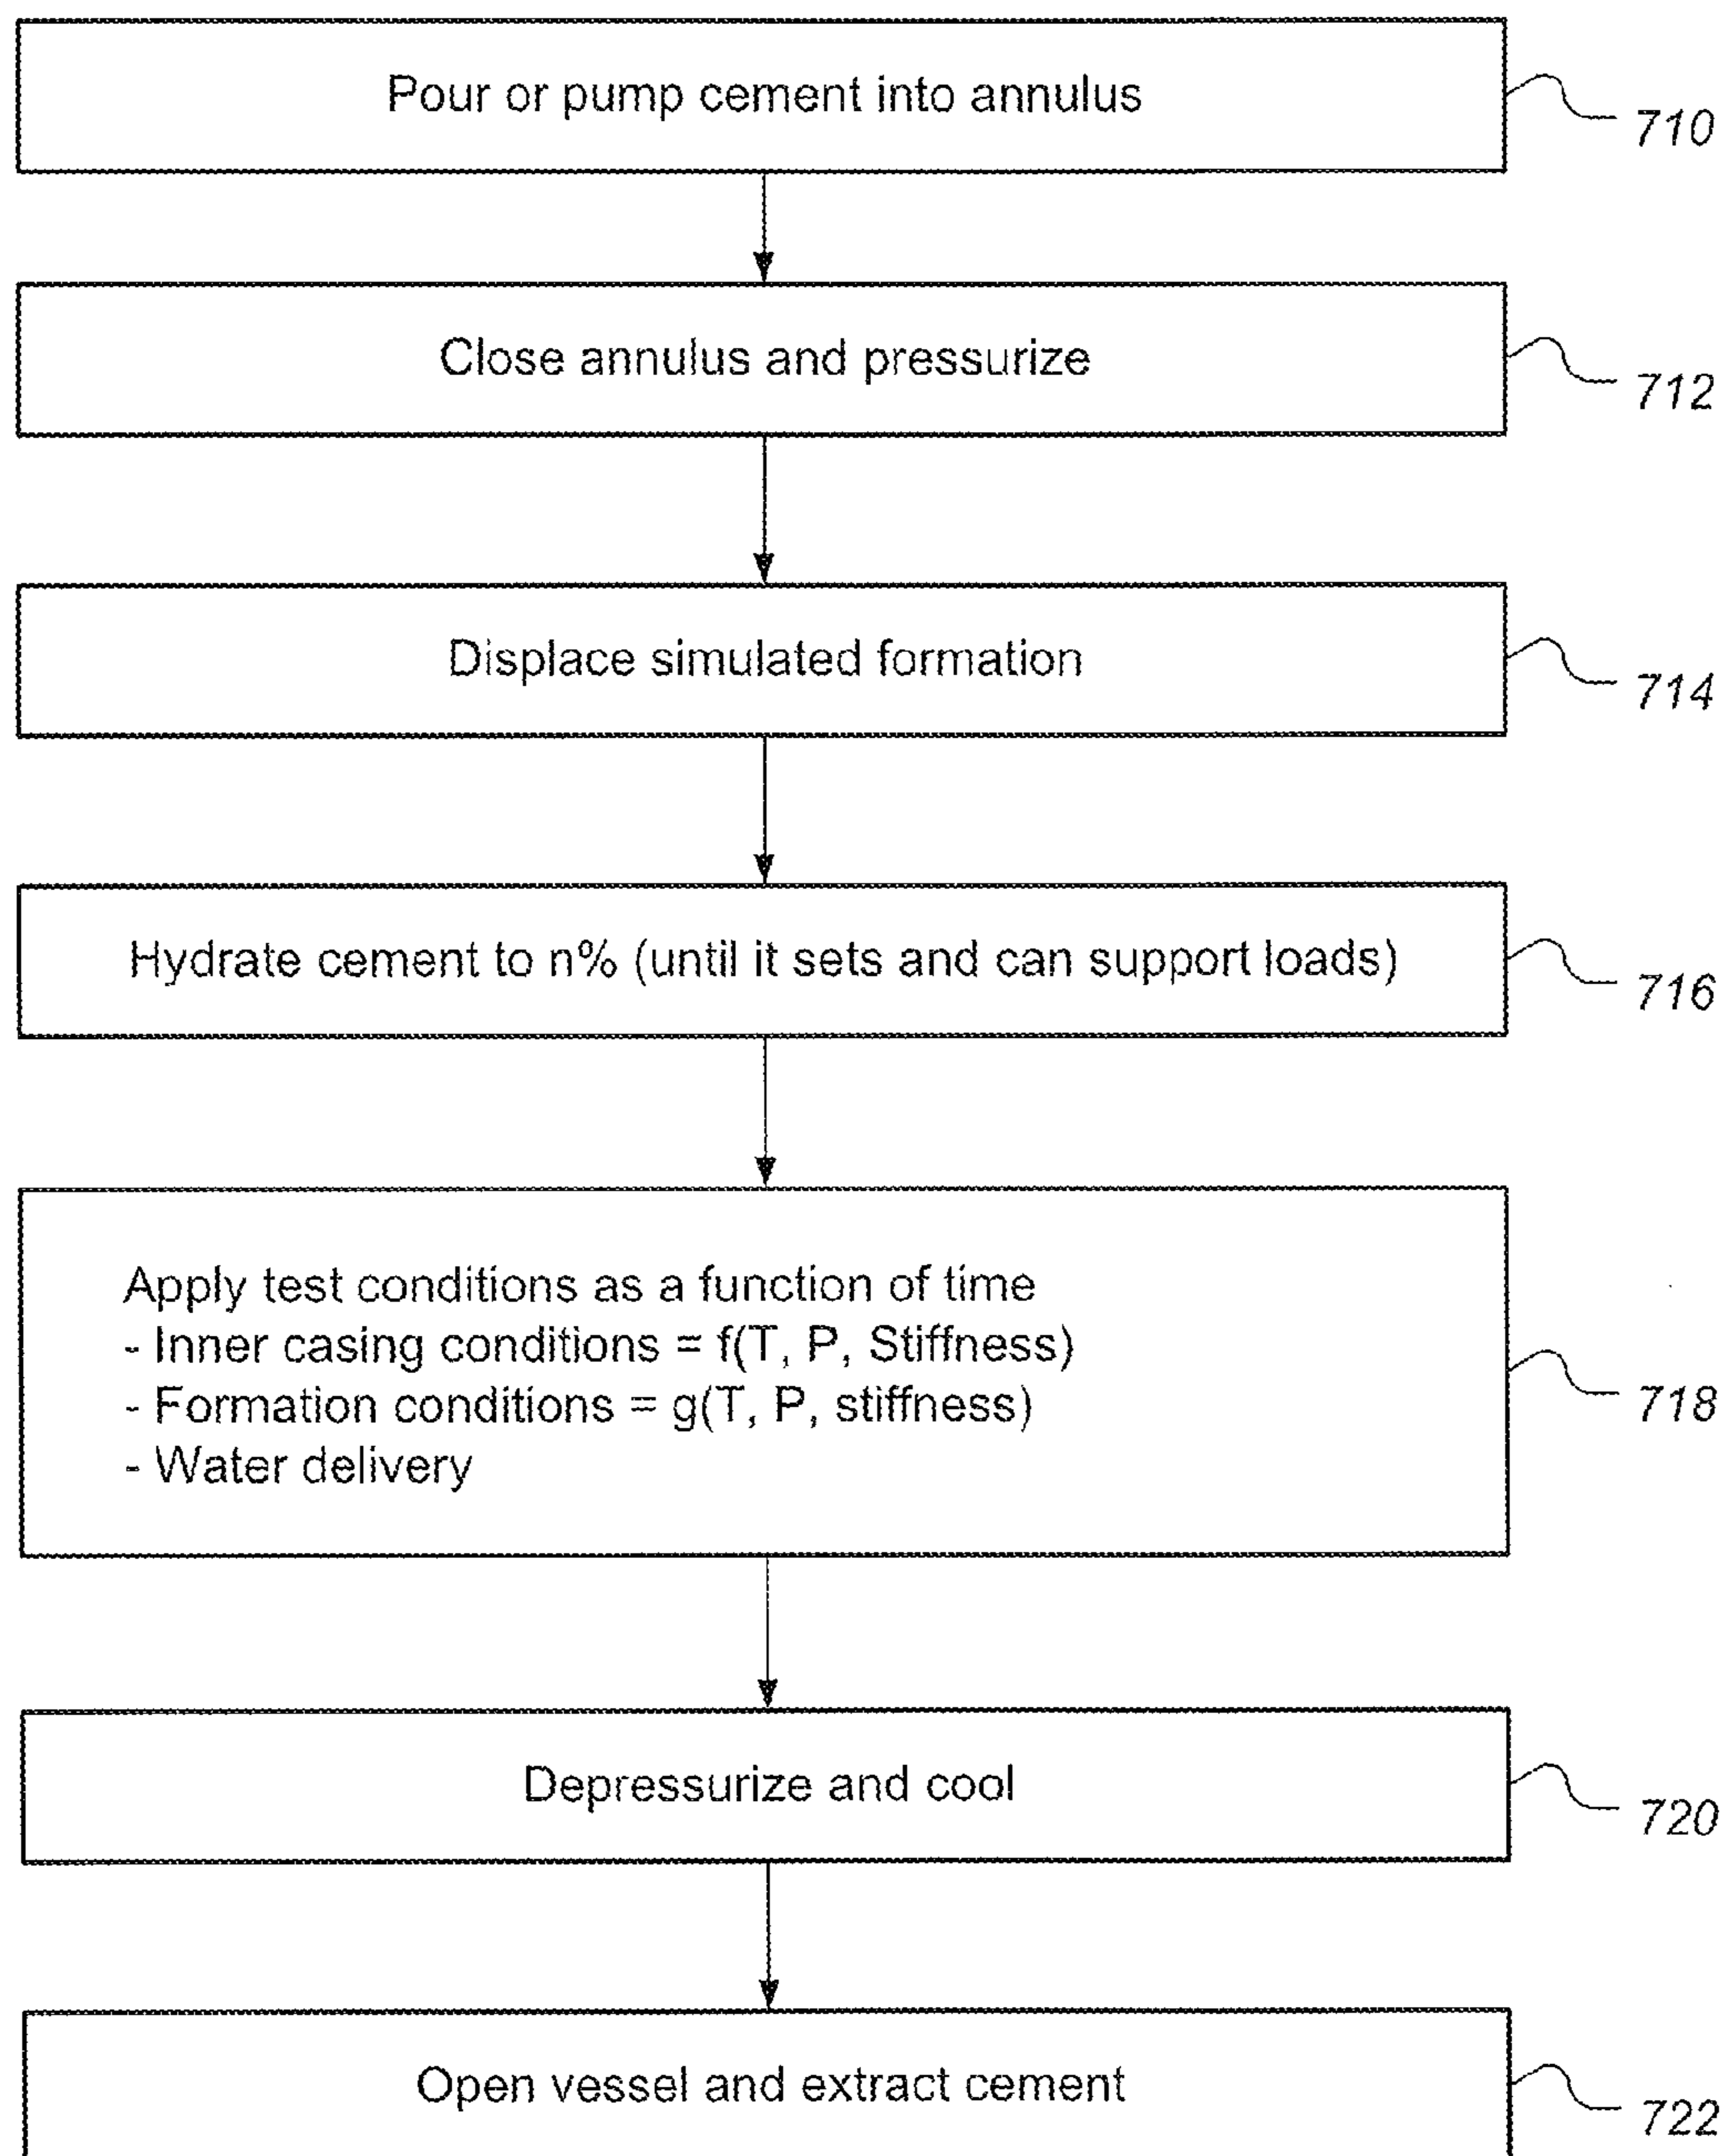 Pour or pump cement into annulus
710
Close annulus and pressurize
712
Displace simulated formation
714
Hydrate cement to n% (until it sets and can support loads)
716
Apply test conditions as a function of time
- Inner casing conditions = f(T, P, Stiffness)
- Formation conditions = g(T, P, stiffness)
- Water delivery
718
Depressurize and cool
720
Open vessel and extract cement
722